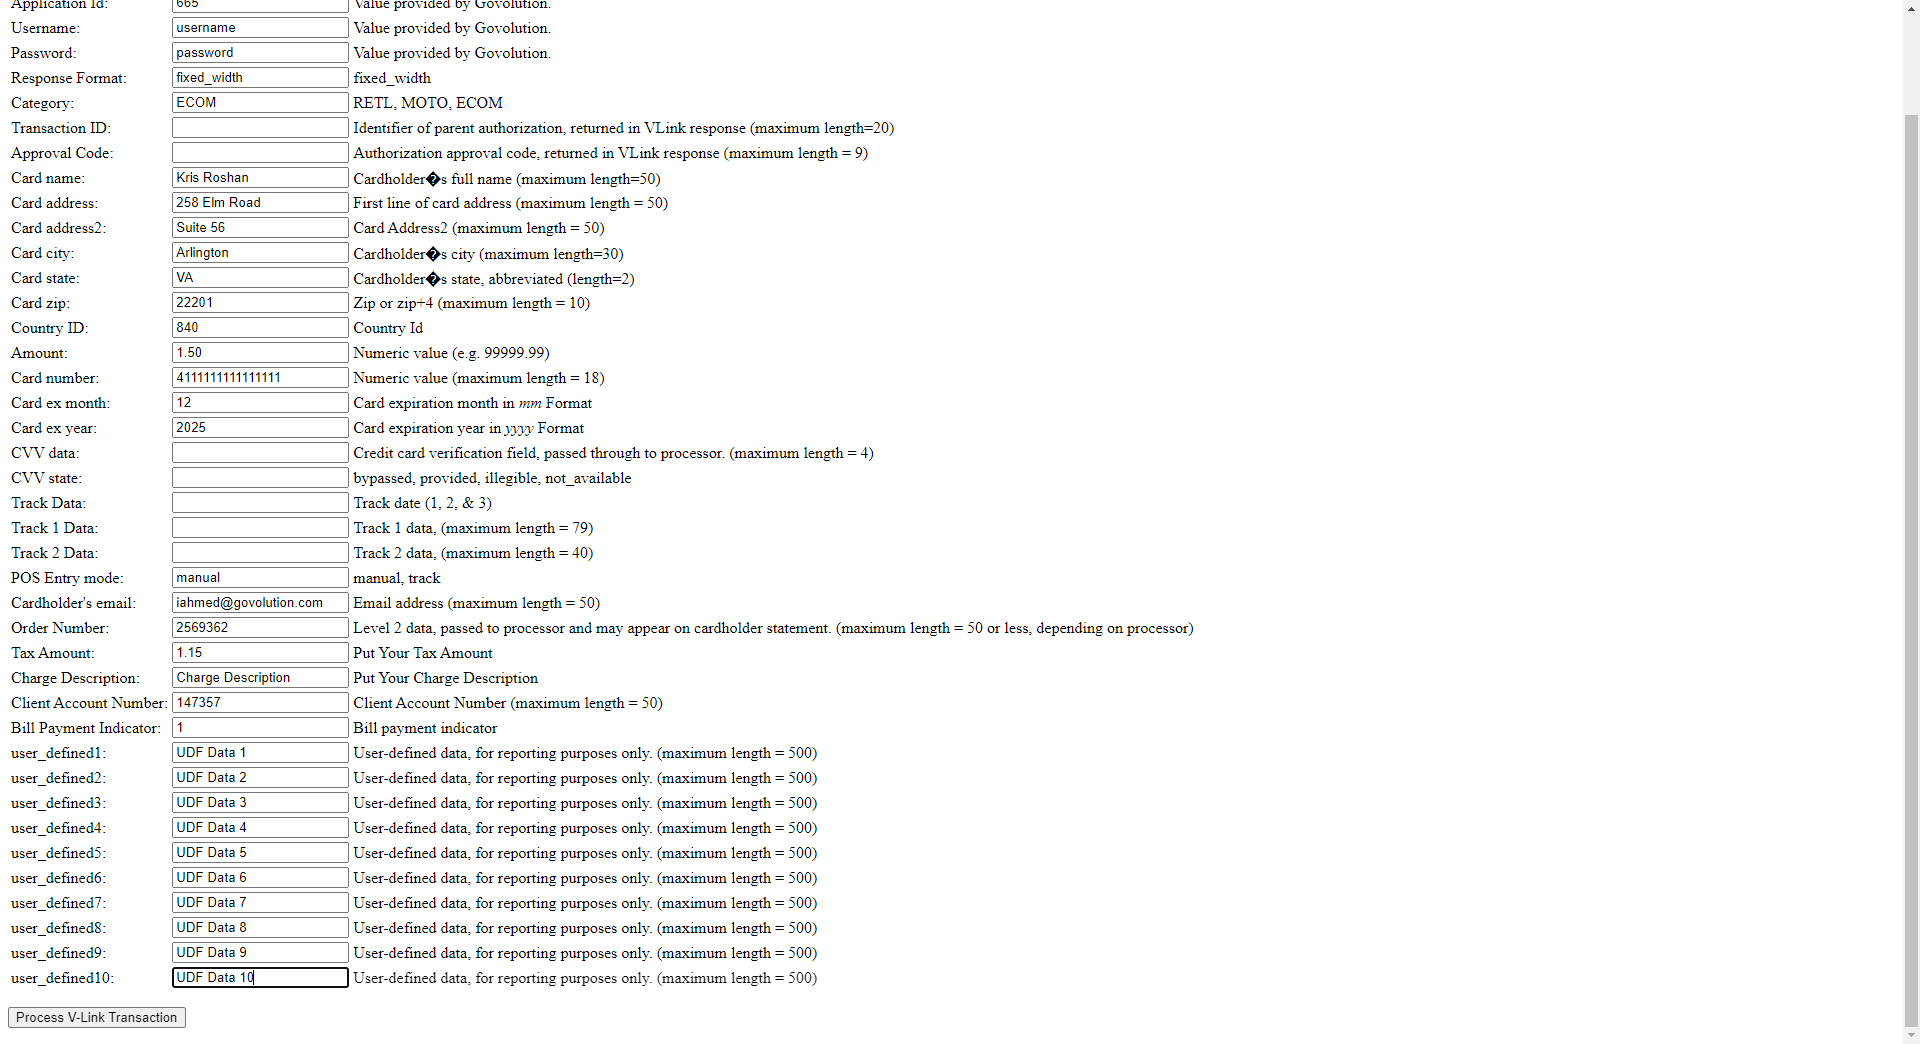 Application Id: 665 Value provided by Govolution.
Username: username Value provided by Govolution.
Password: password Value provided by Govolution.
Response Format: fixed_width fixed_width
Category: ECOM RETL, MOTO, ECOM
Transaction ID: Identifier of parent authorization, returned in VLink response (maximum length=20)
Approval Code: Authorization approval code, returned in VLink response (maximum length = 9)
Card name: Kris Roshan Cardholder�s full name (maximum length=50)
Card address: 258 Elm Road First line of card address (maximum length = 50)
Card address2: Suite 56 Card Address2 (maximum length = 50)
Card city: Arlington Cardholder�s city (maximum length=30)
Card state: VA Cardholder�s state, abbreviated (length=2)
Card zip: 22201 Zip or zip+4 (maximum length = 10)
Country ID: 840 Country Id
Amount: 1.50 Numeric value (e.g. 99999.99)
Card number: 4111111111111111 Numeric value (maximum length = 18)
Card ex month: 12 Card expiration month in mm Format
Card ex year: 2025 Card expiration year in yyyy Format
CVV data: Credit card verification field, passed through to processor. (maximum length = 4)
CVV state: bypassed, provided, illegible, not_available
Track Data: Track date (1, 2, & 3)
Track 1 Data: Track 1 data, (maximum length = 79)
Track 2 Data: Track 2 data, (maximum length = 40)
POS Entry mode: manual manual, track
Cardholder's email: iahmed@govolution.com Email address (maximum length = 50)
Order Number: 2569362 Level 2 data, passed to processor and may appear on cardholder statement. (maximum length = 50 or less, depending on processor)
Tax Amount: 1.15 Put Your Tax Amount
Charge Description: Charge Description Put Your Charge Description
Client Account Number: 147357 Client Account Number (maximum length = 50)
Bill Payment Indicator: 1 Bill payment indicator
user_defined1: UDF Data 1 User-defined data, for reporting purposes only. (maximum length = 500)
user_defined2: UDF Data 2 User-defined data, for reporting purposes only. (maximum length = 500)
user_defined3: UDF Data 3 User-defined data, for reporting purposes only. (maximum length = 500)
user_defined4: UDF Data 4 User-defined data, for reporting purposes only. (maximum length = 500)
user_defined5: UDF Data 5 User-defined data, for reporting purposes only. (maximum length = 500)
user_defined6: UDF Data 6 User-defined data, for reporting purposes only. (maximum length = 500)
user_defined7: UDF Data 7 User-defined data, for reporting purposes only. (maximum length = 500)
user_defined8: UDF Data 8 User-defined data, for reporting purposes only. (maximum length = 500)
user_defined9: UDF Data 9 User-defined data, for reporting purposes only. (maximum length = 500)
user_defined10: UDF Data 10 User-defined data, for reporting purposes only. (maximum length = 500)
Process V-Link Transaction